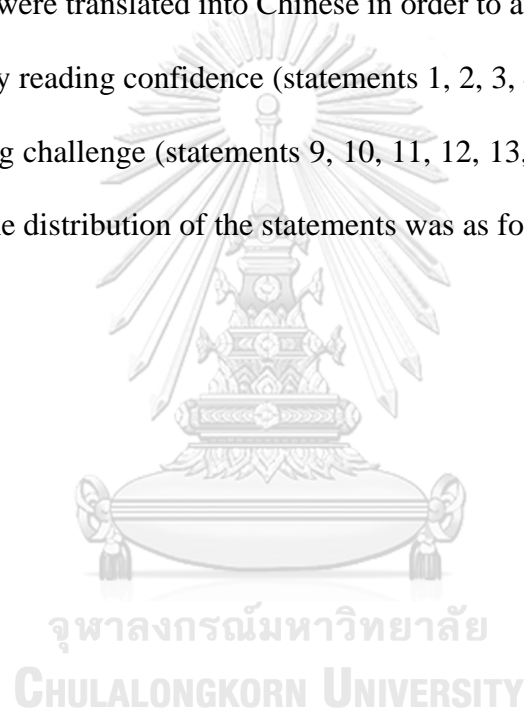 were translated into Chinese in order to a
y reading confidence (statements 1, 2, 3,
g challenge (statements 9, 10, 11, 12, 13,
e distribution of the statements was as fo
จุฬาลงกรณ์มหาวิทยาลัย
CHULALONGKORN UNIVERSITY